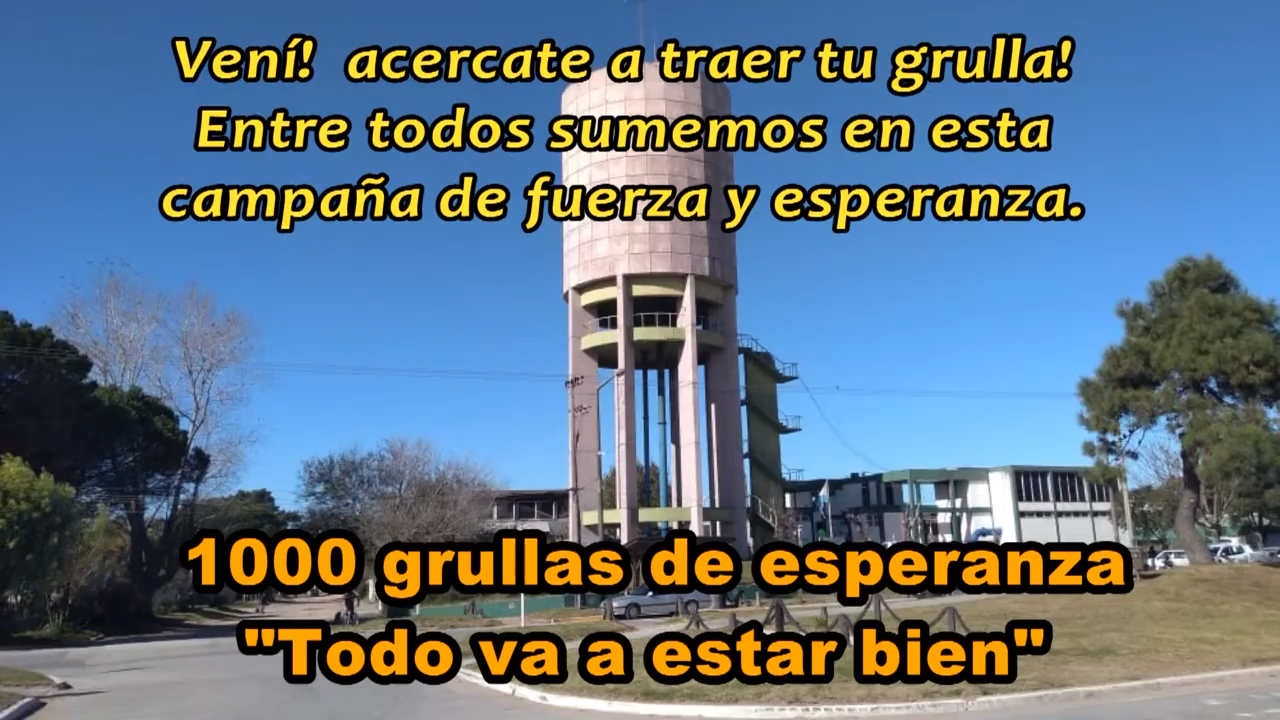 Vení!  acercate a traer tu grulla!
Entre todos sumemos en esta
campaña de fuerza y esperanza.
1000 grullas de esperanza
"Todo va a estar bien"